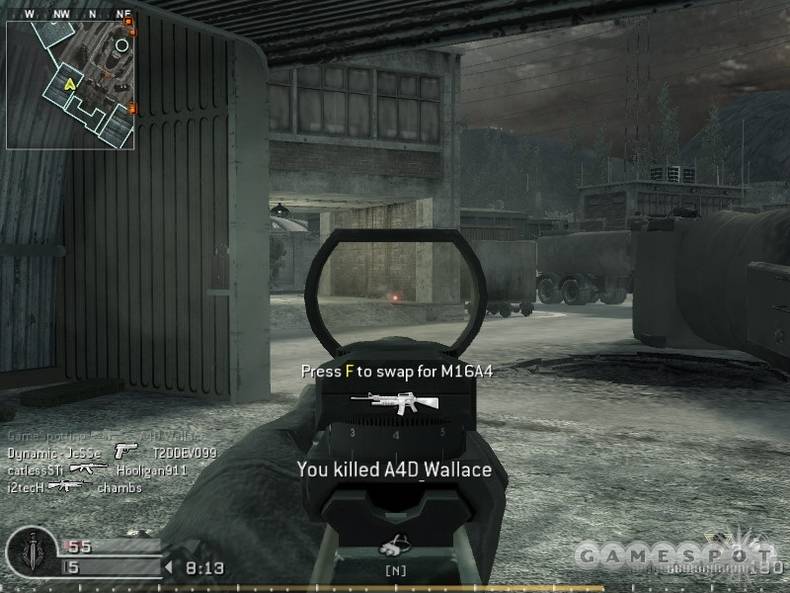 W NW N NE
Press F to swap for M16A4
3 4 5
You killed A4D_Wallace
Dynamic-JeSSe T2DDEV099
catlessSTi Hooligan911
i2tecH chambs
55
5
8:13
[N]
GAMESPOT